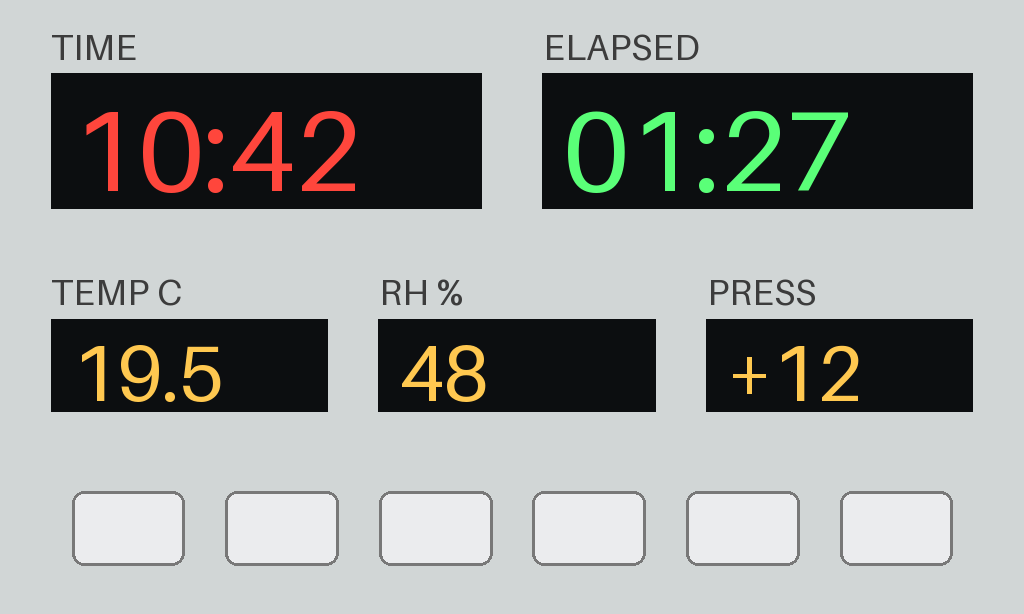 TIME
ELAPSED
10:42
01:27
TEMP C
RH %
PRESS
19.5
48
+12